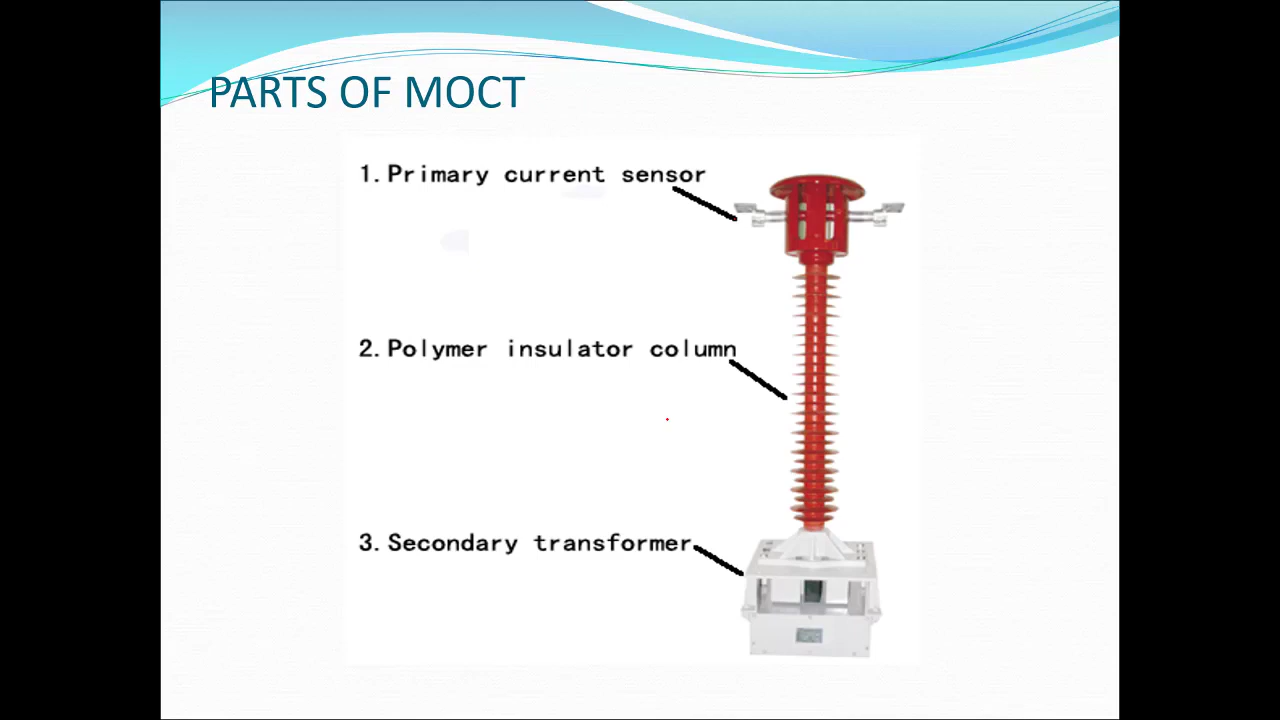 PARTS OF MOCT
1. Primary current sensor
2. Polymer insulator column
3. Secondary transformer